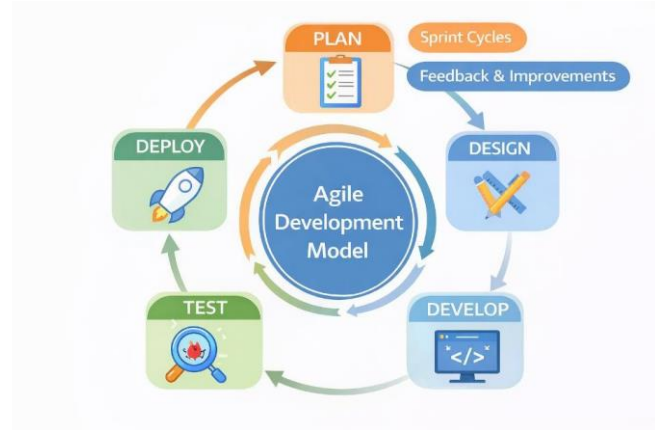 PLAN
Sprint Cycles
Feedback & Improvements
DEPLOY
DESIGN
Agile
Development
Model
TEST
DEVELOP
</>